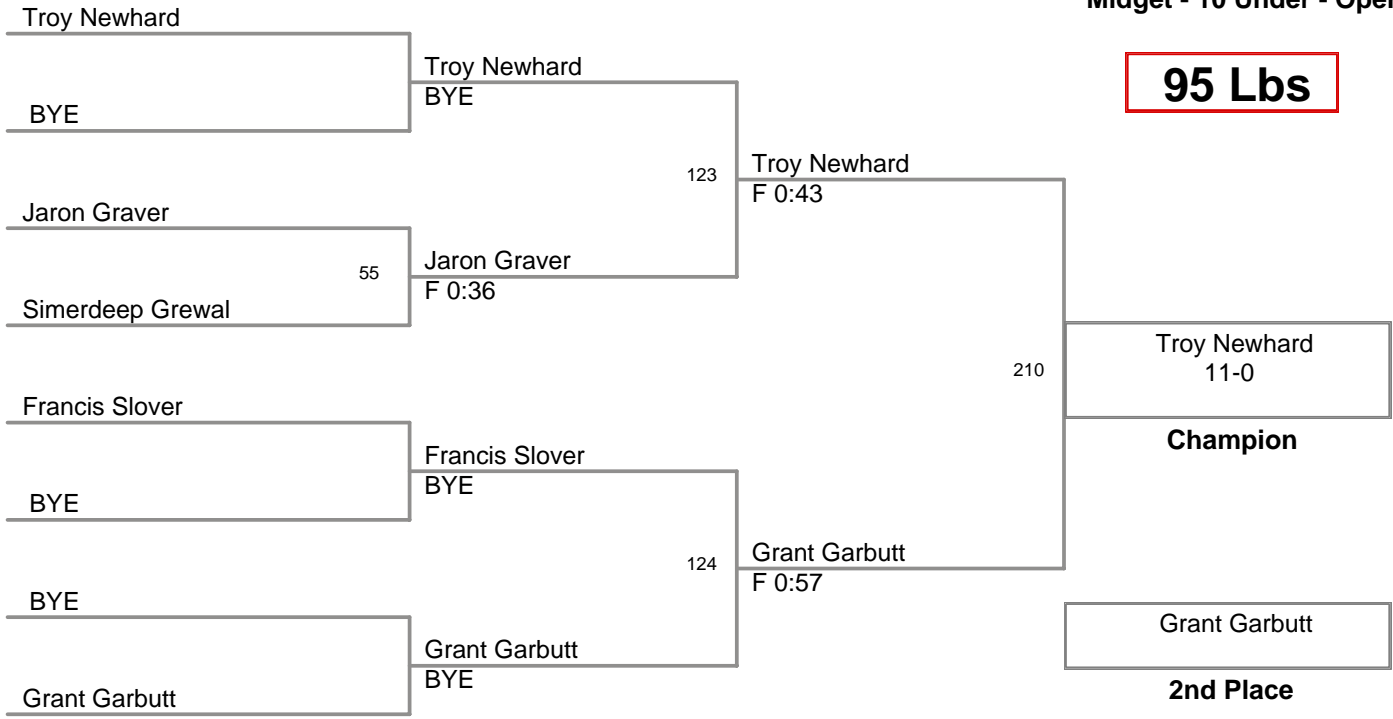 Midget - 10 Under - Oper
95 Lbs
Troy Newhard
BYE
Jaron Graver
55
Simerdeep Grewal
Francis Slover
BYE
BYE
Grant Garbutt
Troy Newhard
BYE
123
Jaron Graver
F 0:36
Francis Slover
BYE
124
Grant Garbutt
BYE
Troy Newhard
F 0:43
210
Grant Garbutt
F 0:57
Troy Newhard
11-0
Champion
Grant Garbutt
2nd Place